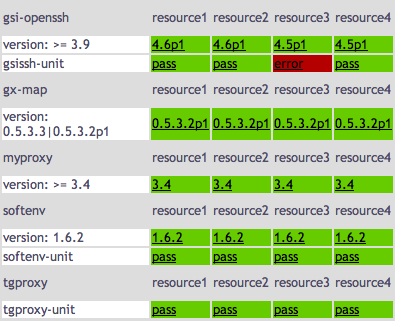 gsi-openssh resource1 resource2 resource3 resource4
version: >= 3.9 4.6p1 4.6p1 4.5p1 4.5p1
gsissh-unit pass pass error pass
gx-map resource1 resource2 resource3 resource4
version:
0.5.3.3|0.5.3.2p1 0.5.3.2p1 0.5.3.2p1 0.5.3.2p1 0.5.3.2p1
myproxy resource1 resource2 resource3 resource4
version: >= 3.4 3.4 3.4 3.4 3.4
softenv resource1 resource2 resource3 resource4
version: 1.6.2 1.6.2 1.6.2 1.6.2 1.6.2
softenv-unit pass pass pass pass
tgproxy resource1 resource2 resource3 resource4
tgproxy-unit pass pass pass pass